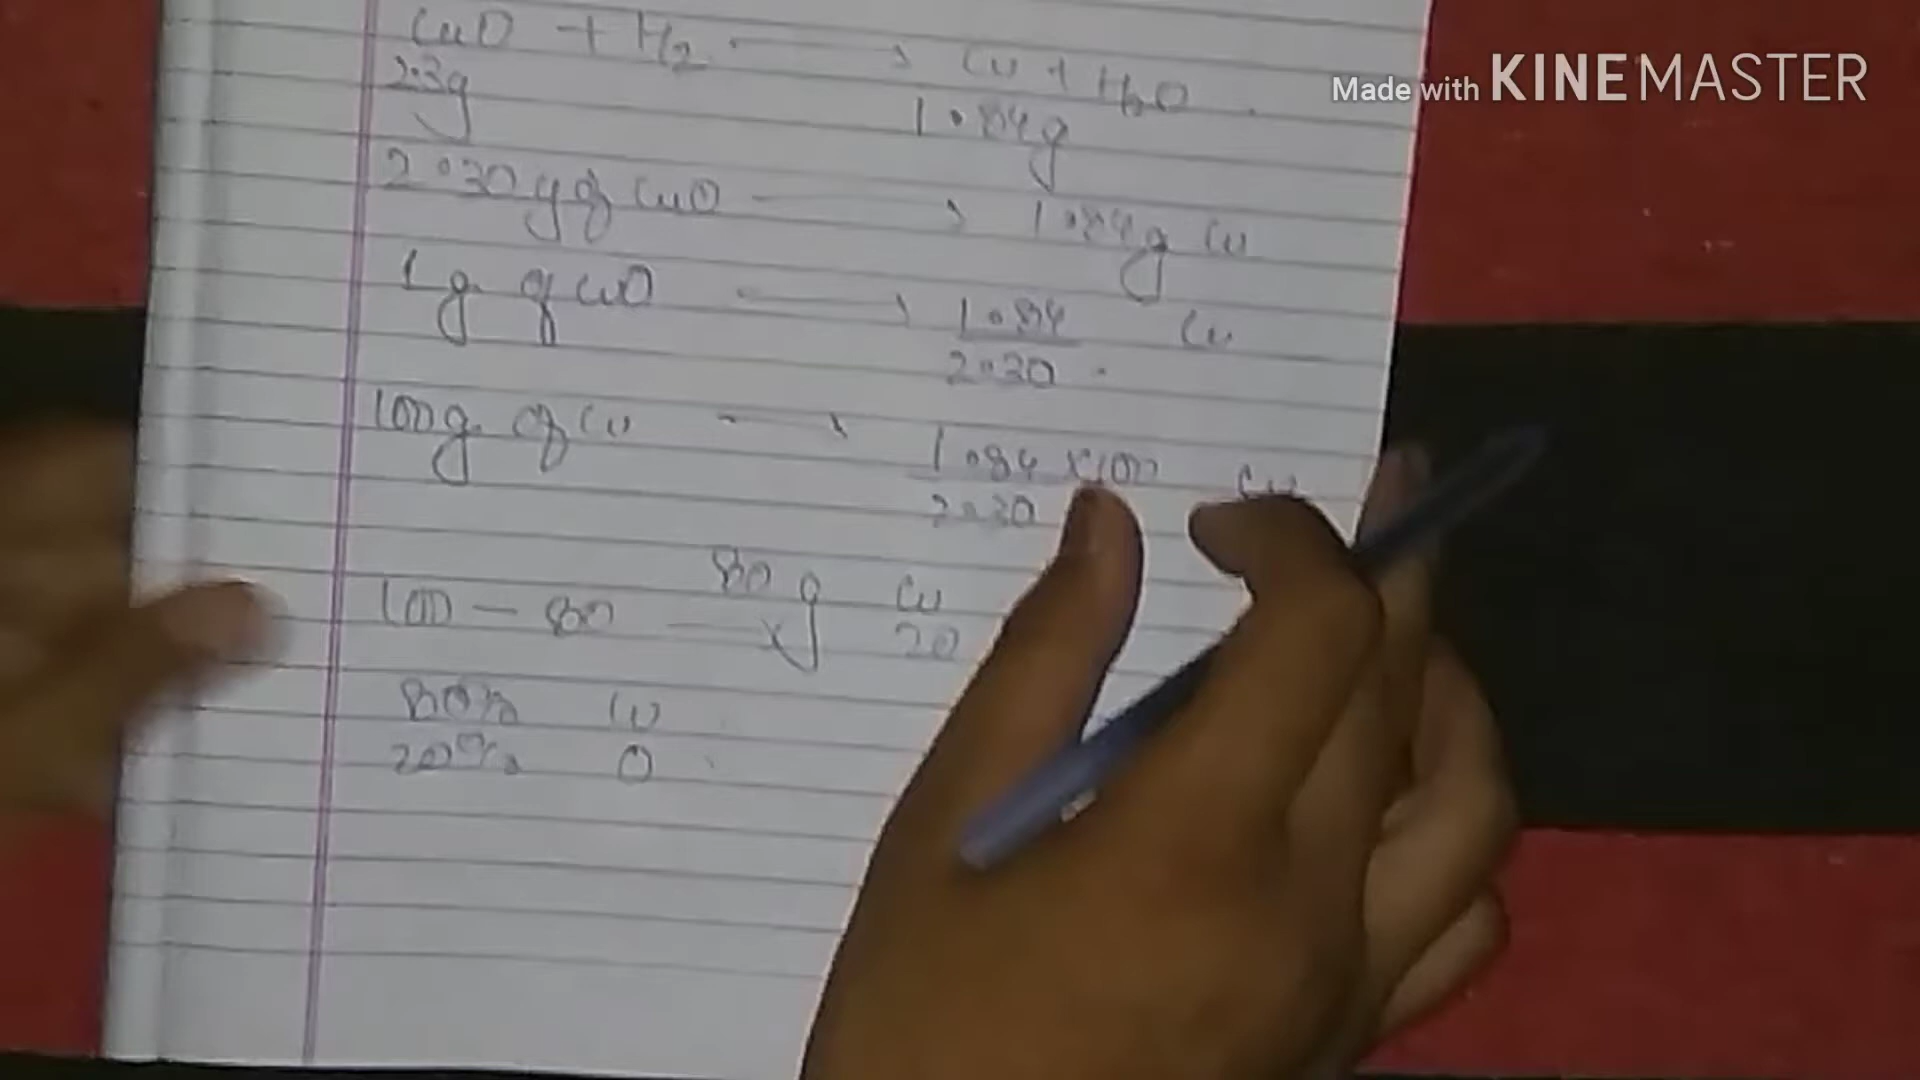 CuO + H2 → Cu + H2O
2.3g 1.84g
2.30 g of CuO → 1.84g Cu
1g. of CuO → 1.84 Cu
2.30
100g. of Cu → 1.84 x 100 Cu
2.30
80 g Cu
100 - 80 — x 20
80% Cu
20% O
Made with KINEMASTER